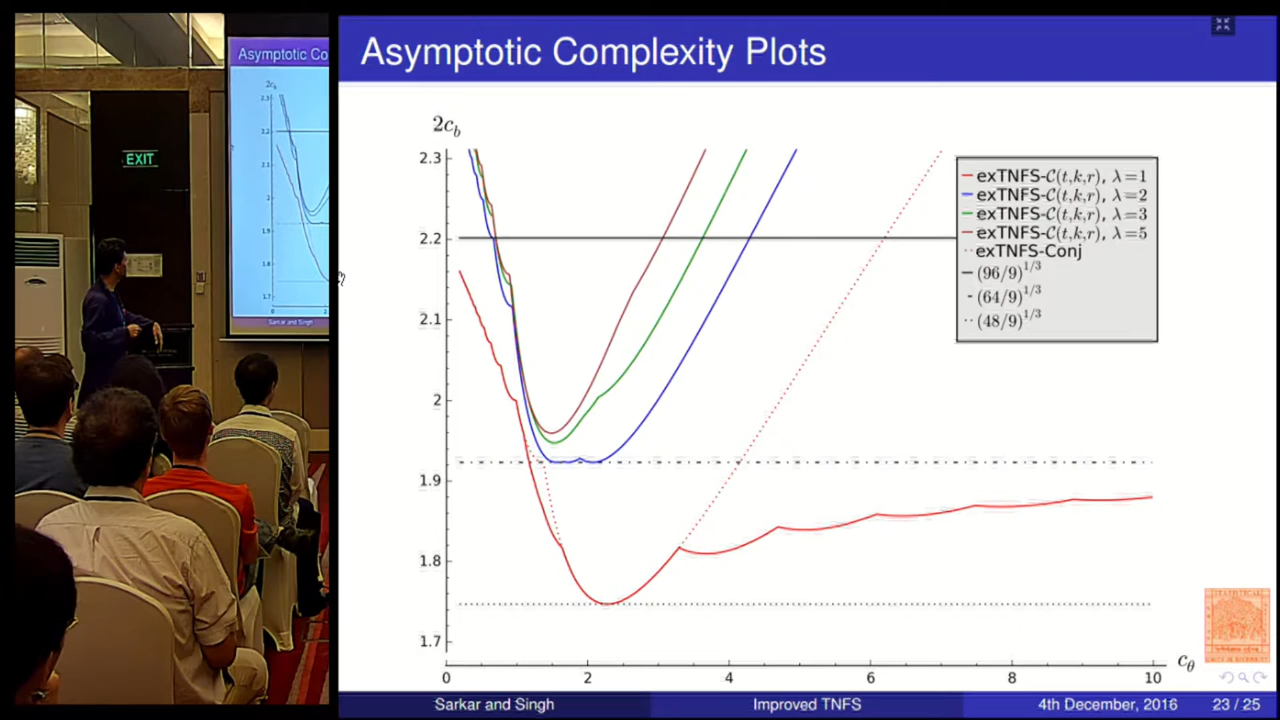 Asymptotic Complexity Plots
Asymptotic Co
EXIT
2c_b
2.3
2.2
2.1
2
1.9
1.8
1.7
0 2 4 6 8 10
c_θ
exTNFS-𝒞(t,k,r), λ=1
exTNFS-𝒞(t,k,r), λ=2
exTNFS-𝒞(t,k,r), λ=3
exTNFS-𝒞(t,k,r), λ=5
exTNFS-Conj
(96/9)^{1/3}
(64/9)^{1/3}
(48/9)^{1/3}
Sarkar and Singh
Sarkar and Singh Improved TNFS 4th December, 2016 23 / 25